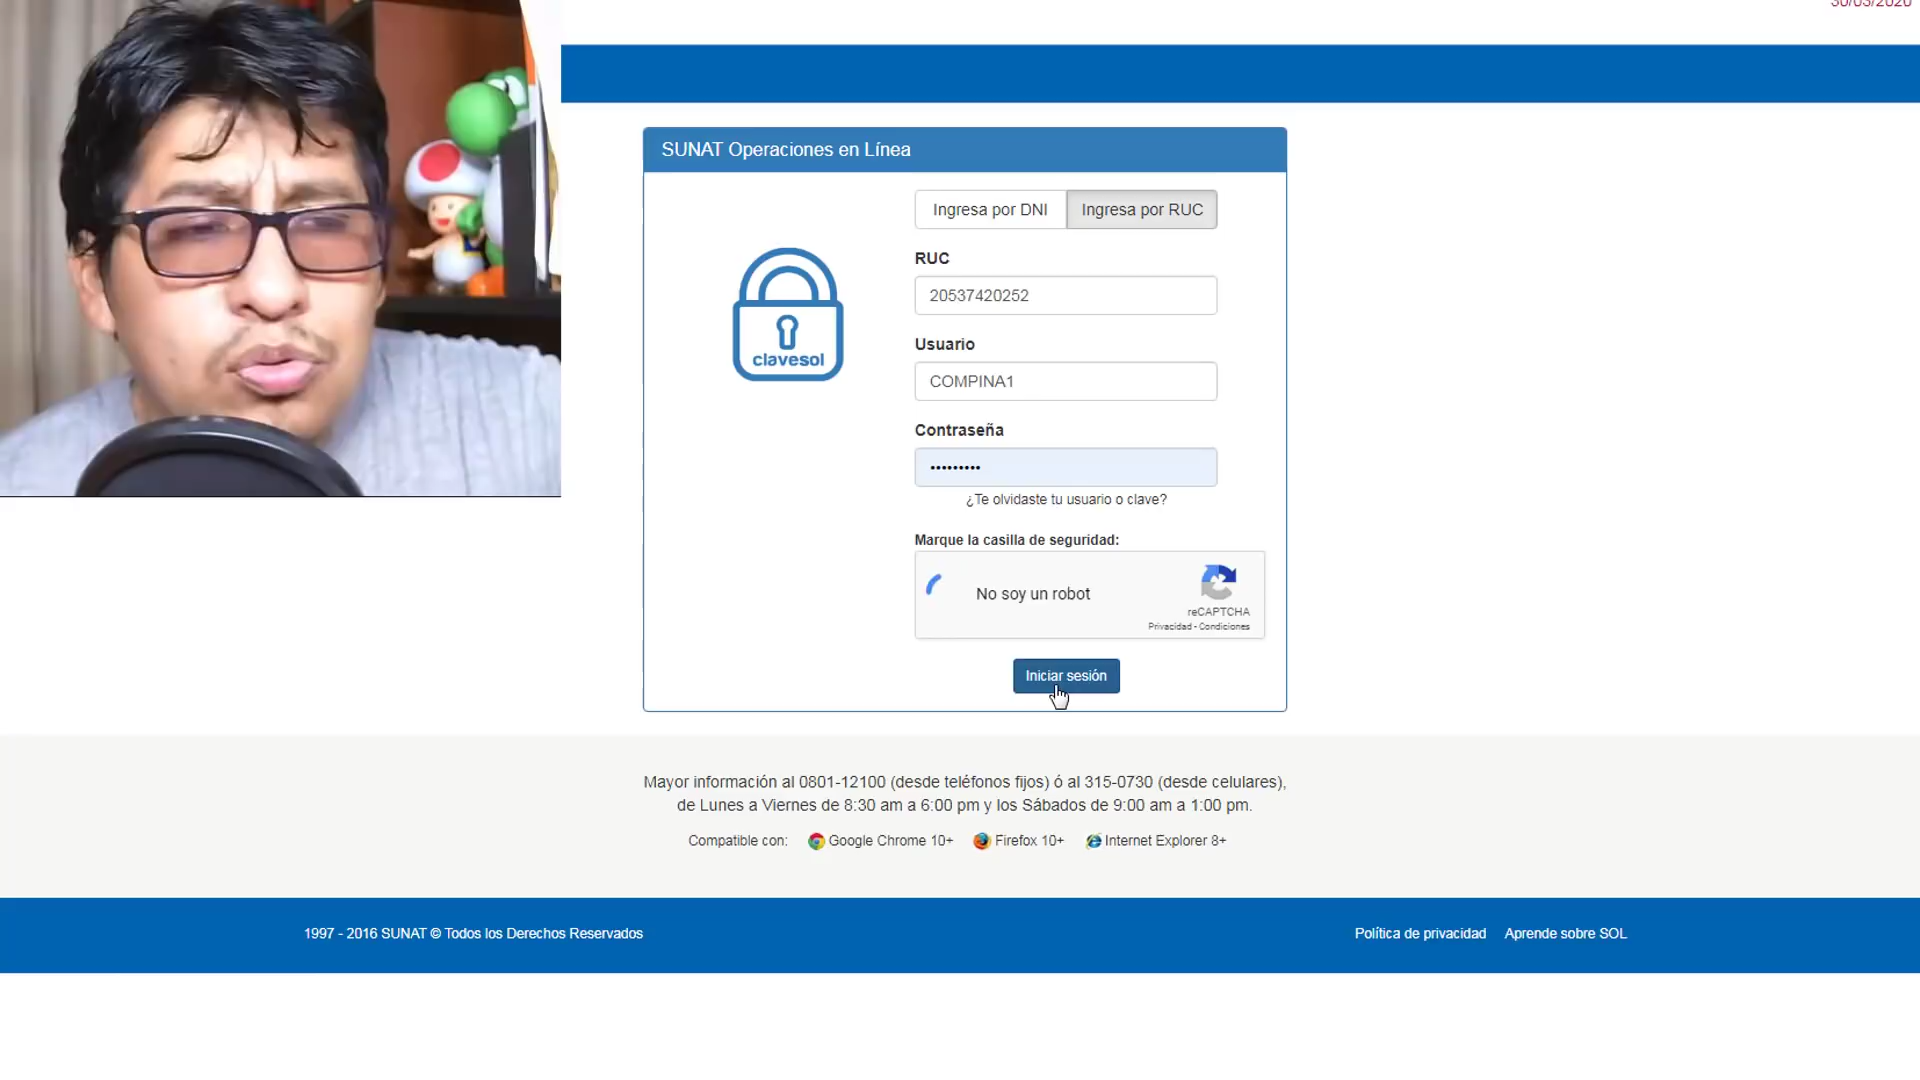 30/03/2020
SUNAT Operaciones en Línea
Ingresa por DNI
Ingresa por RUC
RUC
20537420252
clavesol
Usuario
COMPINA1
Contraseña
•••••••••
¿Te olvidaste tu usuario o clave?
Marque la casilla de seguridad:
No soy un robot
reCAPTCHA
Privacidad - Condiciones
Iniciar sesión
Mayor información al 0801-12100 (desde teléfonos fijos) ó al 315-0730 (desde celulares),
de Lunes a Viernes de 8:30 am a 6:00 pm y los Sábados de 9:00 am a 1:00 pm.
Compatible con: Google Chrome 10+ Firefox 10+ Internet Explorer 8+
1997 - 2016 SUNAT © Todos los Derechos Reservados
Política de privacidad Aprende sobre SOL